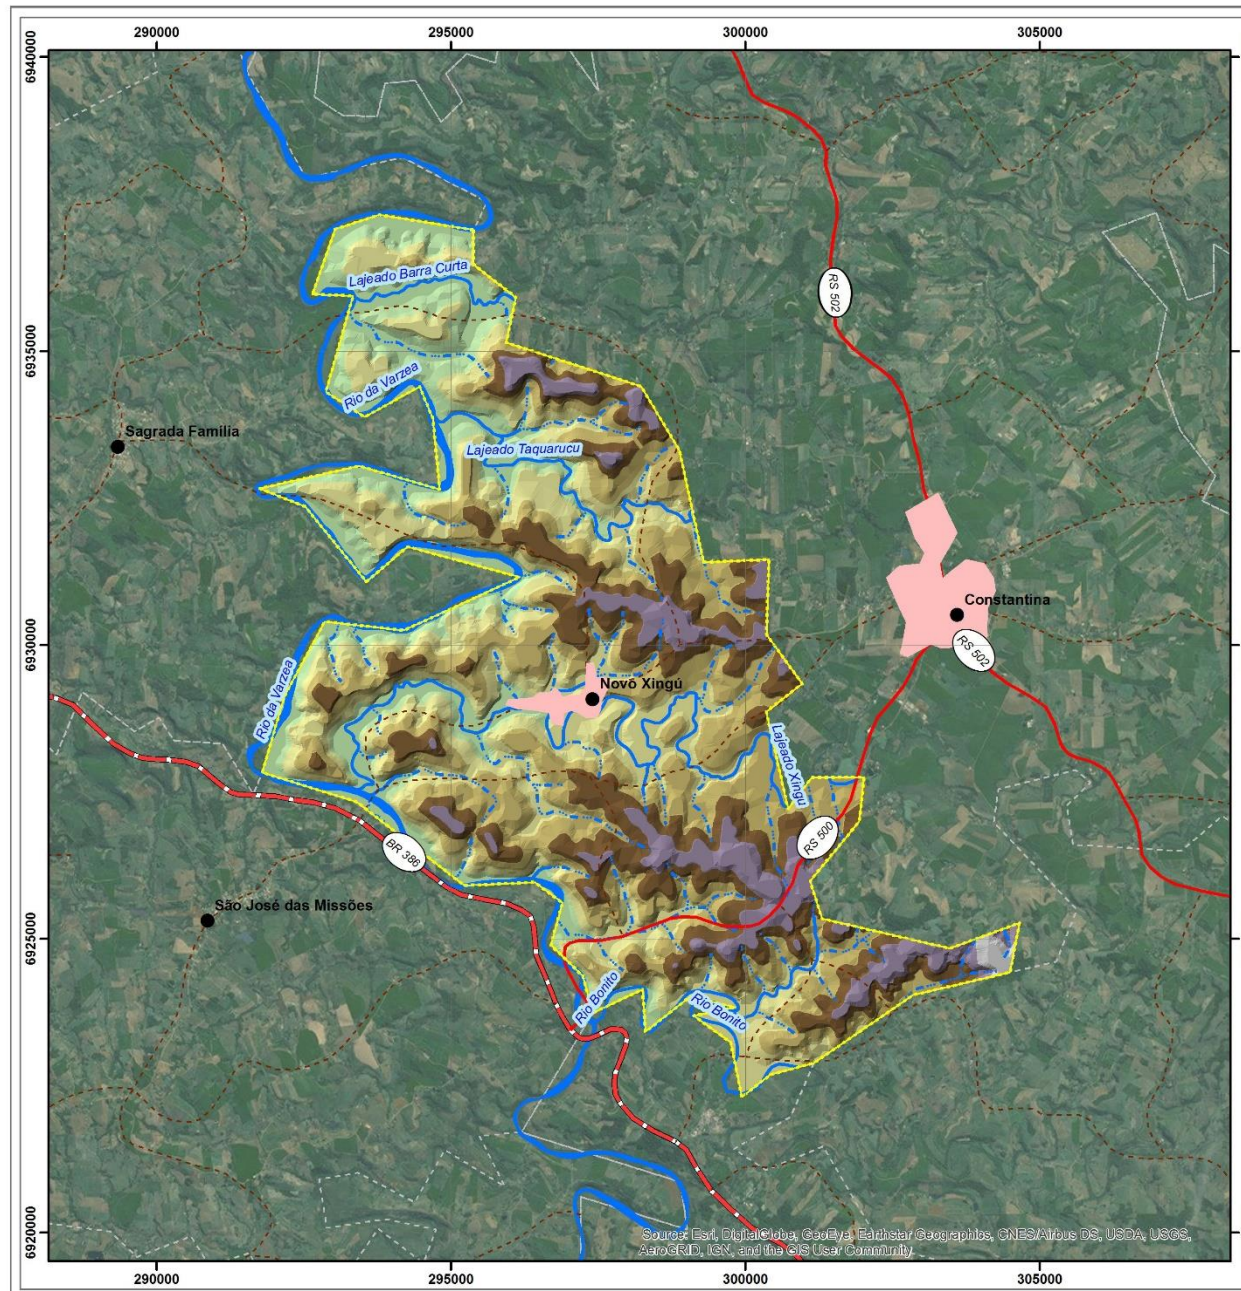 290000
295000
300000
305000
6940000
6935000
6930000
6925000
6920000
Lajeado Barra Curta
RS 502
Rio da Varzea
Sagrada Família
Lajeado Taquarucu
Constantina
RS 502
Novo Xingú
Rio da Varzea
Lajeado Xingu
RS 500
BR 386
São José das Missões
Rio Bonito
Rio Bonito
Source: Esri, DigitalGlobe, GeoEye, Earthstar Geographics, CNES/Airbus DS, USDA, USGS,
AeroGRID, IGN, and the GIS User Community
290000
295000
300000
305000